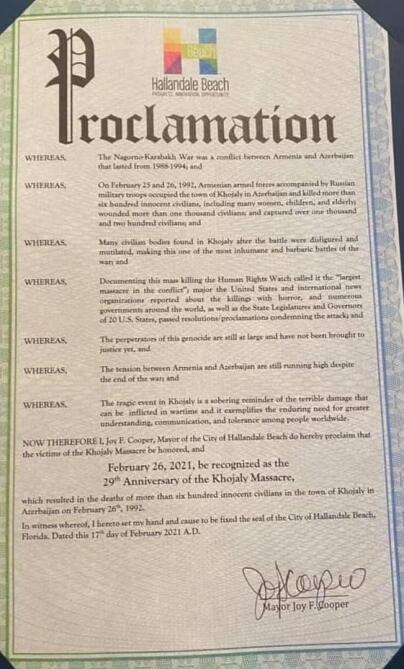 Beach
Hallandale Beach
PROGRESS. INNOVATION. OPPORTUNITY.
Proclamation
WHEREAS, The Nagorno-Karabakh War was a conflict between Armenia and Azerbaijan
that lasted from 1988-1994; and
WHEREAS, On February 25 and 26, 1992, Armenian armed forces accompanied by Russian
military troops occupied the town of Khojaly in Azerbaijan and killed more than
six hundred innocent civilians, including many women, children, and elderly;
wounded more than one thousand civilians; and captured over one thousand
and two hundred civilians; and
WHEREAS, Many civilian bodies found in Khojaly after the battle were disfigured and
mutilated, making this one of the most inhumane and barbaric battles of the
war; and
WHEREAS, Documenting this mass killing the Human Rights Watch called it the "largest
massacre in the conflict"; major the United States and international news
organizations reported about the killings with horror, and numerous
governments around the world, as well as the State Legislatures and Governors
of 20 U.S. States, passed resolutions/proclamations condemning the attack; and
WHEREAS, The perpetrators of this genocide are still at large and have not been brought to
justice yet, and
WHEREAS, The tension between Armenia and Azerbaijan are still running high despite
the end of the war; and
WHEREAS, The tragic event in Khojaly is a sobering reminder of the terrible damage that
can be inflicted in wartime and it exemplifies the enduring need for greater
understanding, communication, and tolerance among people worldwide.
NOW THEREFORE I, Joy F. Cooper, Mayor of the City of Hallandale Beach do hereby proclaim that
the victims of the Khojaly Massacre be honored, and
February 26, 2021, be recognized as the
29th Anniversary of the Khojaly Massacre,
which resulted in the deaths of more than six hundred innocent civilians in the town of Khojaly in
Azerbaijan on February 26th, 1992.
In witness whereof, I hereto set my hand and cause to be fixed the seal of the City of Hallandale Beach,
Florida. Dated this 17th day of February 2021 A.D.
Joy F Cooper
Mayor Joy F. Cooper